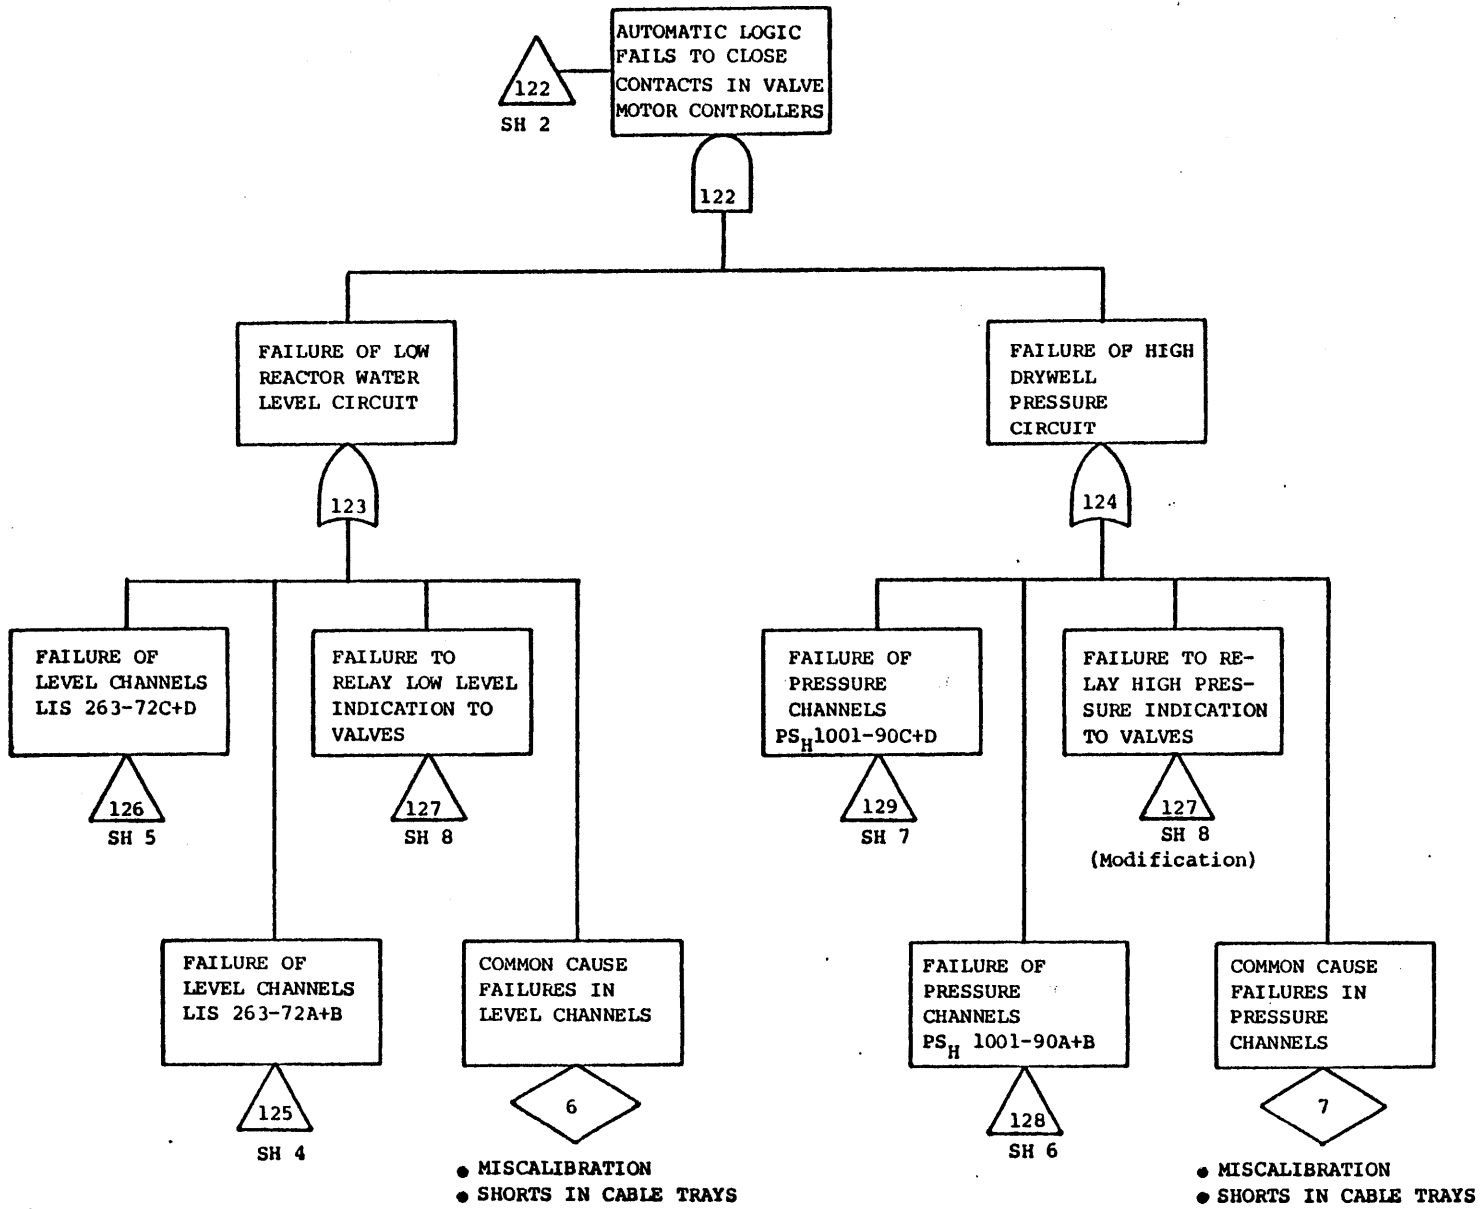 AUTOMATIC LOGIC
FAILS TO CLOSE
CONTACTS IN VALVE
MOTOR CONTROLLERS
122
SH 2
122
FAILURE OF LOW
REACTOR WATER
LEVEL CIRCUIT
123
FAILURE OF HIGH
DRYWELL
PRESSURE
CIRCUIT
124
FAILURE OF
LEVEL CHANNELS
LIS 263-72C+D
126
SH 5
FAILURE TO
RELAY LOW LEVEL
INDICATION TO
VALVES
127
SH 8
FAILURE OF
PRESSURE
CHANNELS
PSH1001-90C+D
129
SH 7
FAILURE TO RE-
LAY HIGH PRES-
SURE INDICATION
TO VALVES
127
SH 8
(Modification)
FAILURE OF
LEVEL CHANNELS
LIS 263-72A+B
125
SH 4
COMMON CAUSE
FAILURES IN
LEVEL CHANNELS
6
● MISCALIBRATION
● SHORTS IN CABLE TRAYS
FAILURE OF
PRESSURE
CHANNELS
PSH 1001-90A+B
128
SH 6
COMMON CAUSE
FAILURES IN
PRESSURE
CHANNELS
7
● MISCALIBRATION
● SHORTS IN CABLE TRAYS